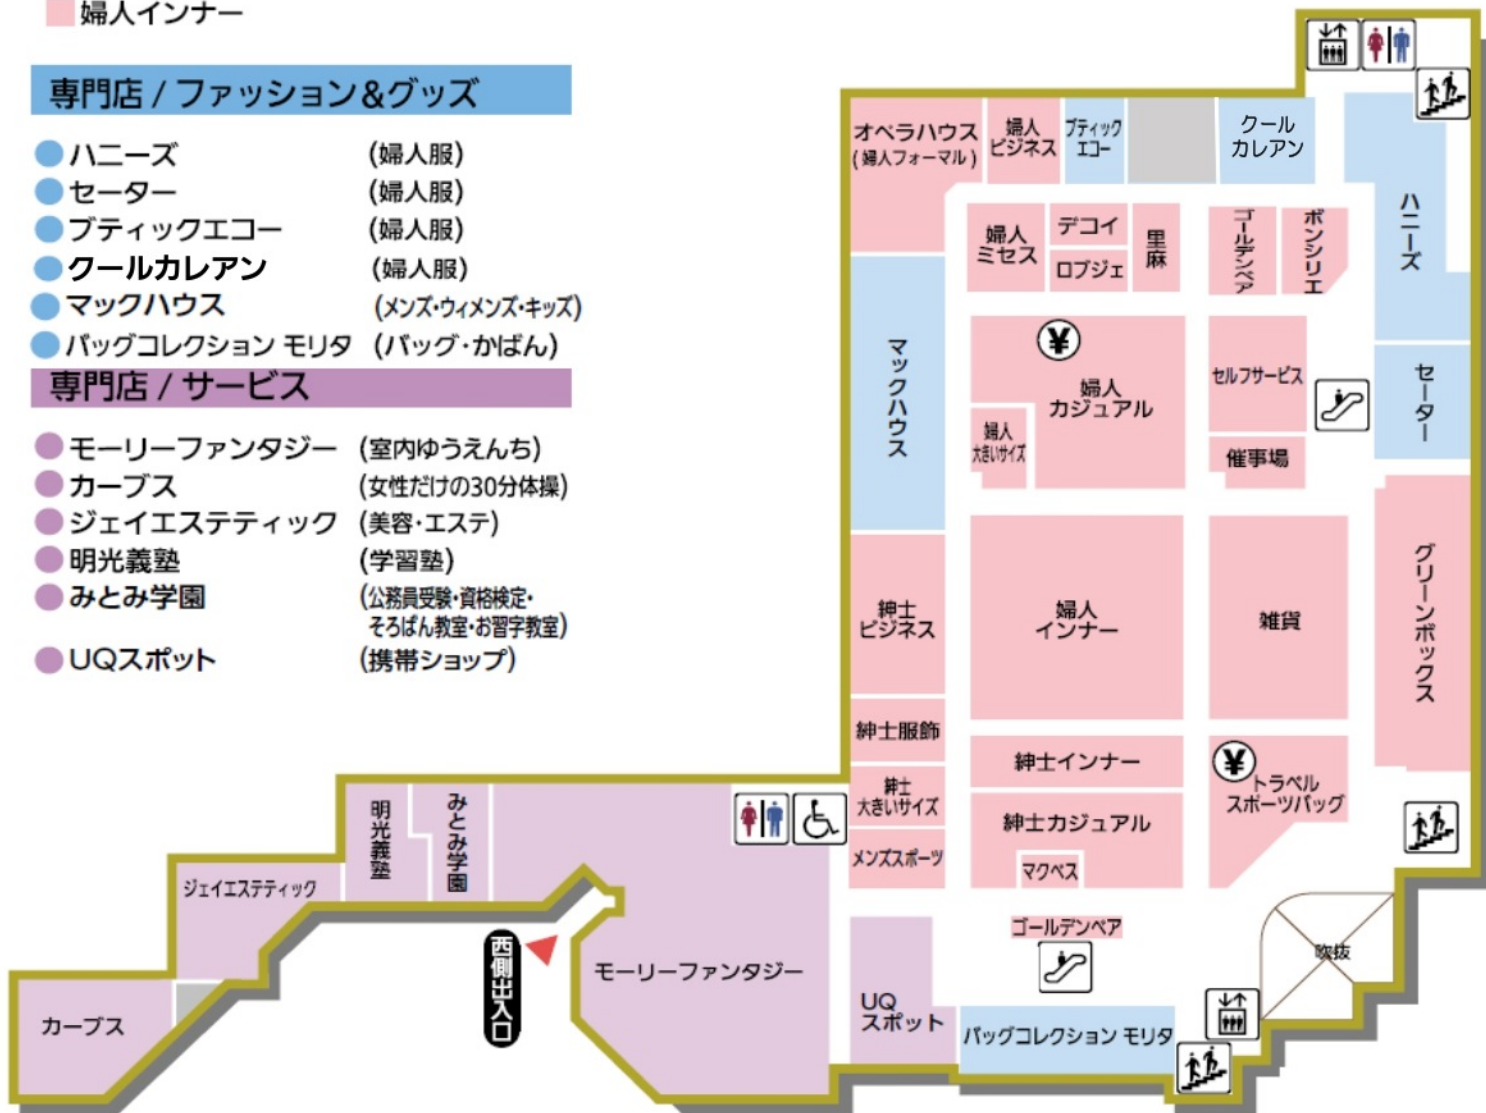 婦人インナー
専門店 / ファッション＆グッズ
ハニーズ (婦人服)
セーター (婦人服)
ブティックエコー (婦人服)
クールカレアン (婦人服)
マックハウス (メンズ・ウィメンズ・キッズ)
バッグコレクション モリタ (バッグ・かばん)
専門店 / サービス
モーリーファンタジー (室内ゆうえんち)
カーブス (女性だけの30分体操)
ジェイエステティック (美容・エステ)
明光義塾 (学習塾)
みとみ学園 (公務員受験・資格検定・
そろばん教室・お習字教室)
UQスポット (携帯ショップ)
オペラハウス
(婦人フォーマル)
婦人
ビジネス
ブティック
エコー
クール
カレアン
ハニーズ
婦人
ミセス
デコイ
ロブジェ
里麻
ゴールデンベア
ボンシリエ
マックハウス
¥
婦人
カジュアル
婦人
大きいサイズ
セルフサービス
催事場
セーター
紳士
ビジネス
婦人
インナー
雑貨
グリーンボックス
紳士服飾
紳士
大きいサイズ
メンズスポーツ
紳士インナー
紳士カジュアル
マクベス
¥
トラベル
スポーツバッグ
明光義塾
みとみ学園
ジェイエステティック
カーブス
西側出入口
モーリーファンタジー
ゴールデンベア
吹抜
UQ
スポット
バッグコレクション モリタ